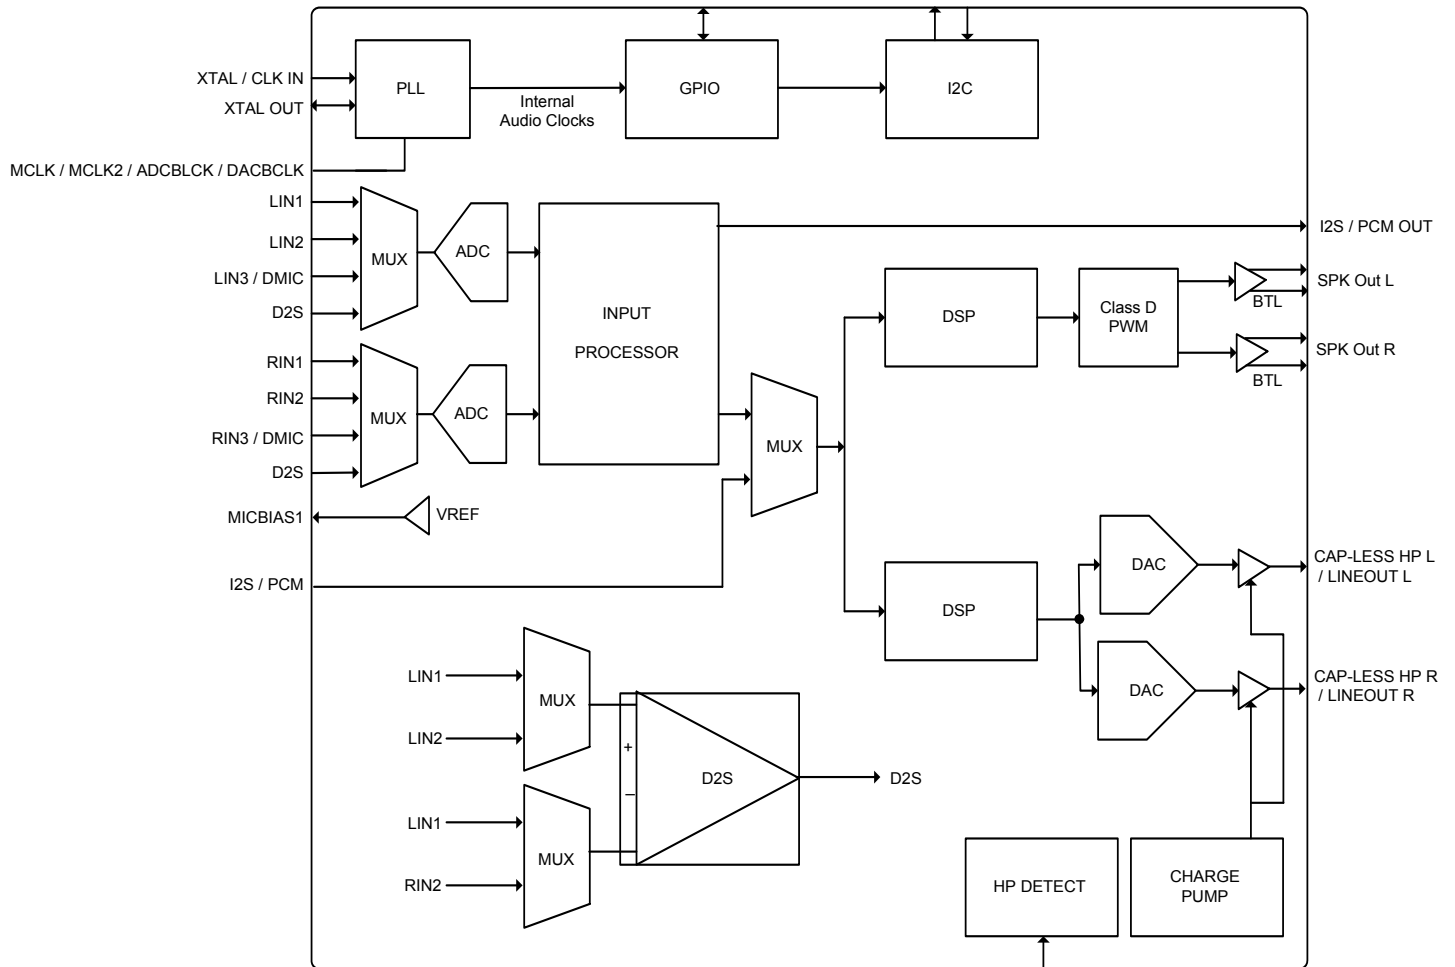 XTAL / CLK IN
XTAL OUT
MCLK / MCLK2 / ADCBLCK / DACBCLK
PLL
Internal
Audio Clocks
GPIO
I2C
LIN1
LIN2
LIN3 / DMIC
D2S
MUX
ADC
RIN1
RIN2
RIN3 / DMIC
D2S
MUX
ADC
INPUT
PROCESSOR
MICBIAS1
VREF
I2S / PCM
MUX
I2S / PCM OUT
DSP
Class D
PWM
BTL
SPK Out L
BTL
SPK Out R
DSP
DAC
CAP-LESS HP L
/ LINEOUT L
DAC
CAP-LESS HP R
/ LINEOUT R
LIN1
LIN2
MUX
LIN1
RIN2
MUX
+
–
D2S
D2S
HP DETECT
CHARGE
PUMP